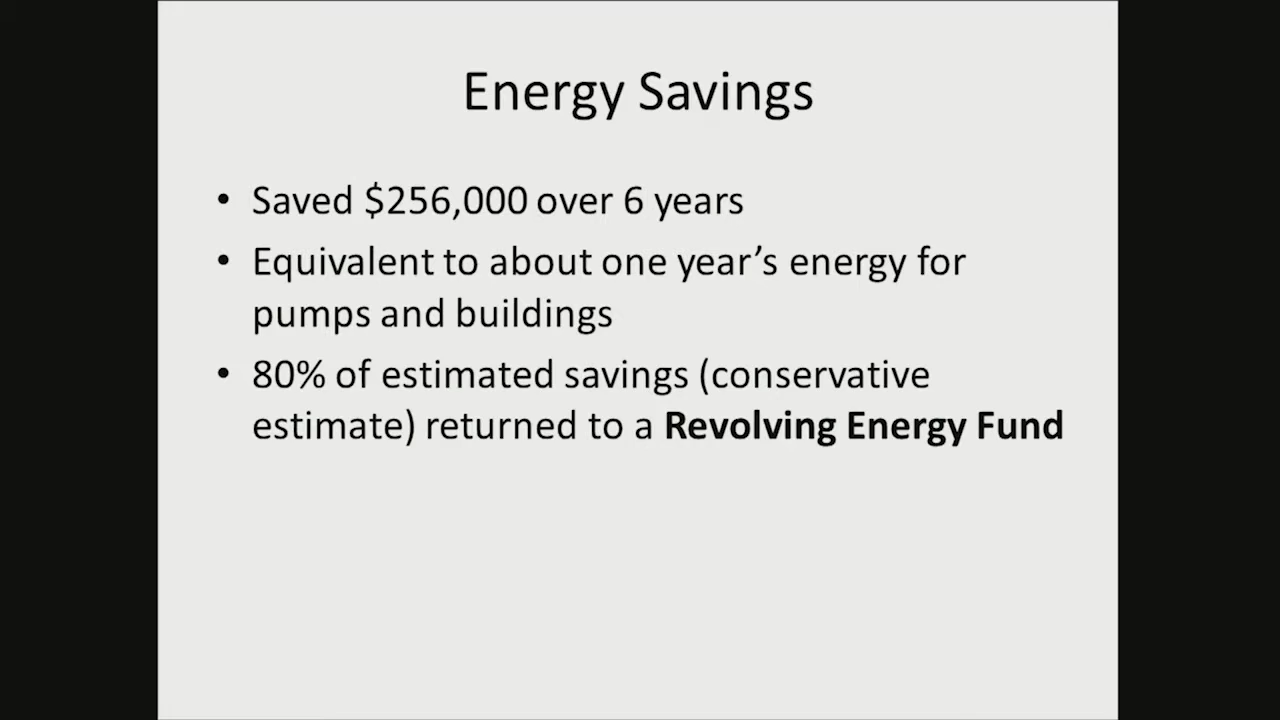 Energy Savings
• Saved $256,000 over 6 years
• Equivalent to about one year’s energy for
pumps and buildings
• 80% of estimated savings (conservative
estimate) returned to a Revolving Energy Fund